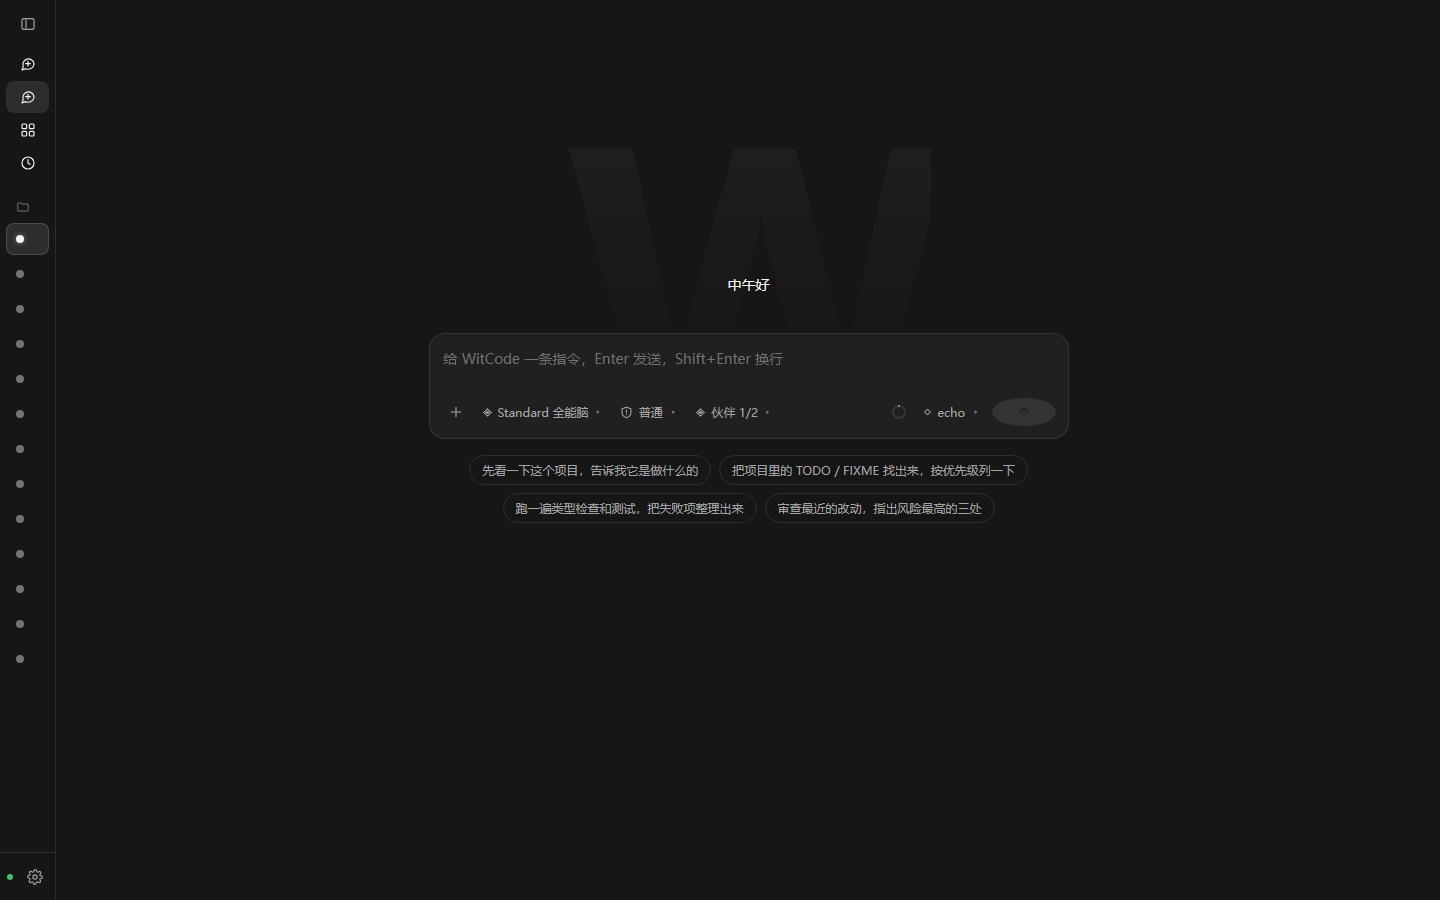 W
中午好
给 WitCode 一条指令，Enter 发送，Shift+Enter 换行
Standard 全能脑 普通 伙伴 1/2 echo
先看一下这个项目，告诉我它是做什么的 把项目里的 TODO / FIXME 找出来，按优先级列一下
跑一遍类型检查和测试，把失败项整理出来 审查最近的改动，指出风险最高的三处